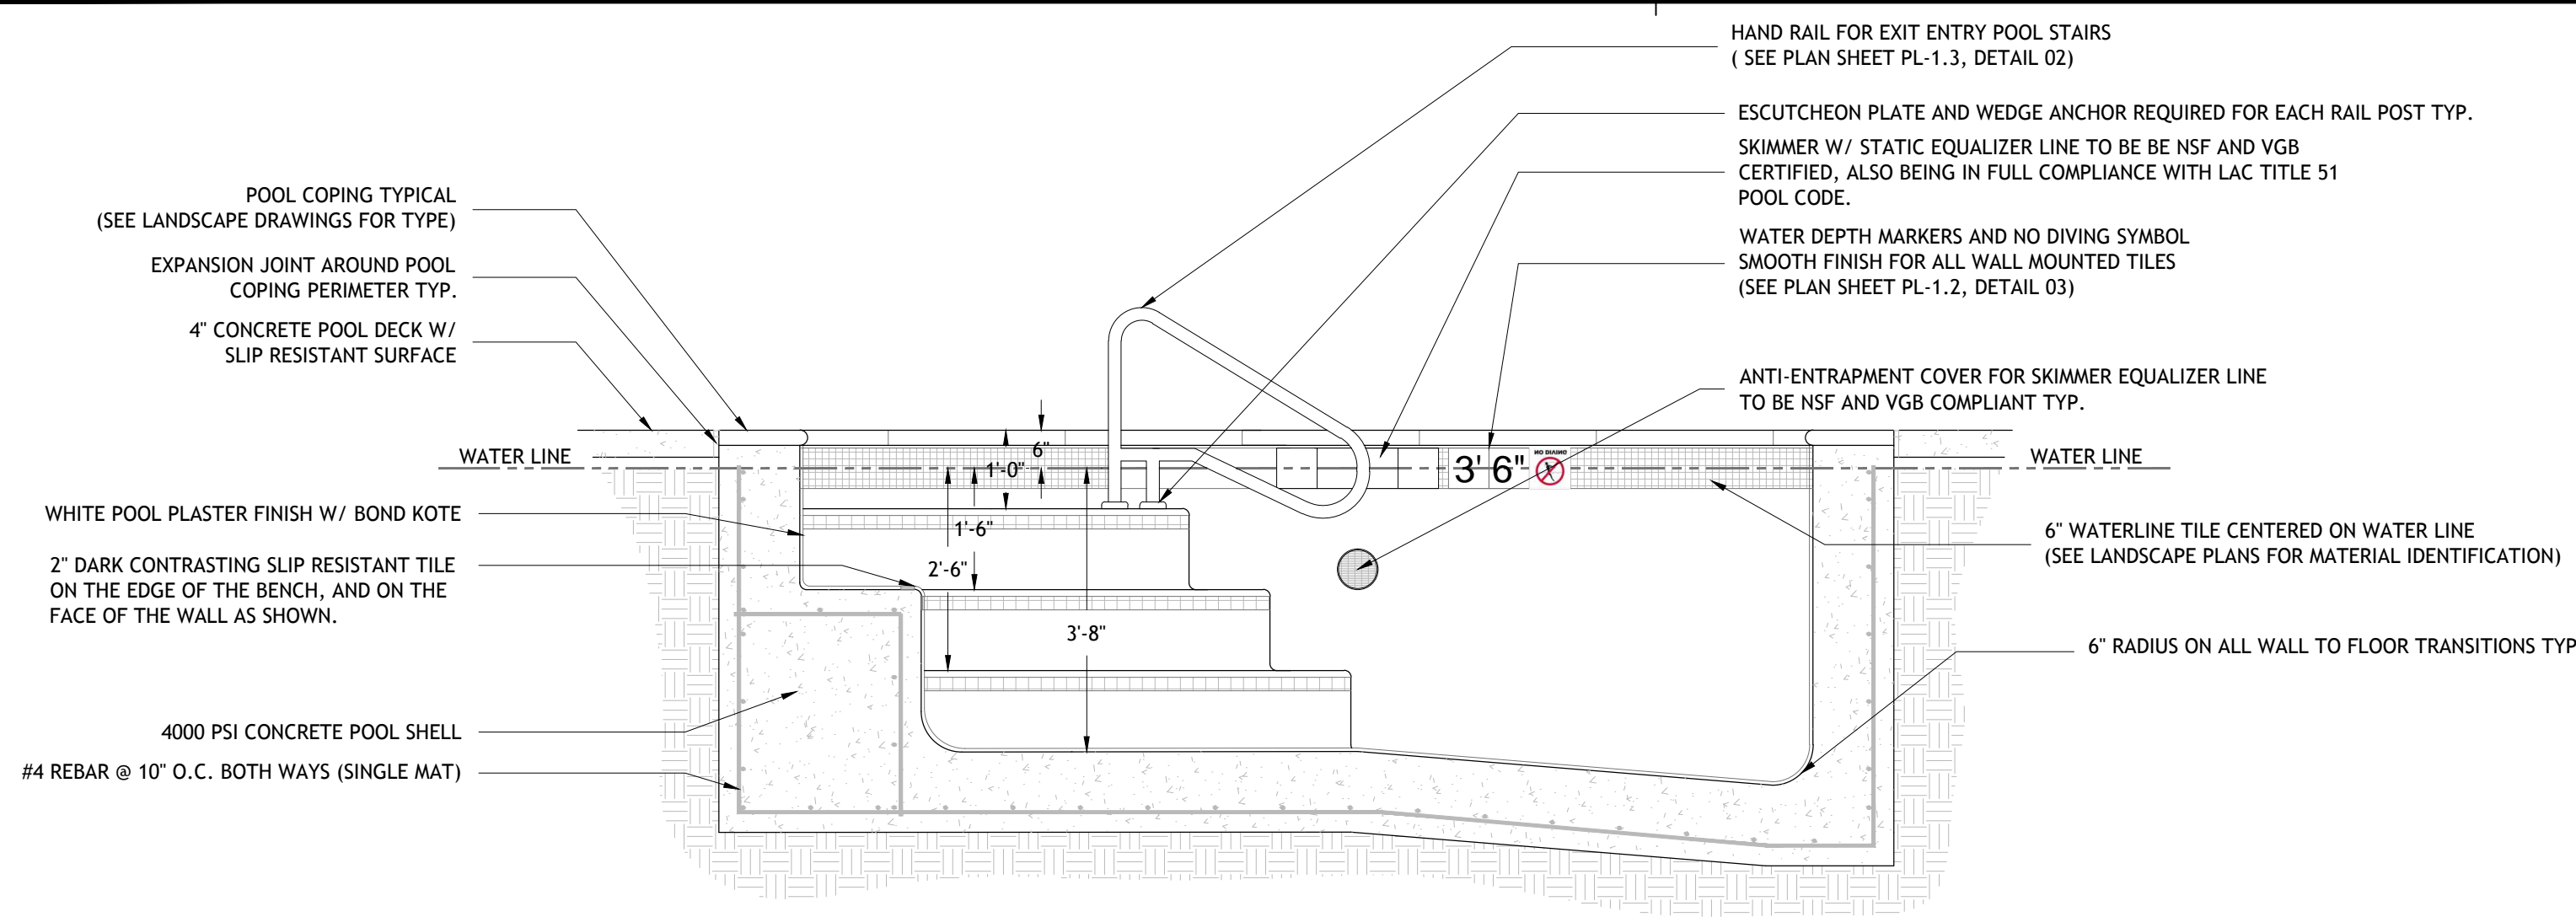 HAND RAIL FOR EXIT ENTRY POOL STAIRS
( SEE PLAN SHEET PL-1.3, DETAIL 02)
ESCUTCHEON PLATE AND WEDGE ANCHOR REQUIRED FOR EACH RAIL POST TYP.
SKIMMER W/ STATIC EQUALIZER LINE TO BE BE NSF AND VGB
CERTIFIED, ALSO BEING IN FULL COMPLIANCE WITH LAC TITLE 51
POOL CODE.
WATER DEPTH MARKERS AND NO DIVING SYMBOL
SMOOTH FINISH FOR ALL WALL MOUNTED TILES
(SEE PLAN SHEET PL-1.2, DETAIL 03)
ANTI-ENTRAPMENT COVER FOR SKIMMER EQUALIZER LINE
TO BE NSF AND VGB COMPLIANT TYP.
POOL COPING TYPICAL
(SEE LANDSCAPE DRAWINGS FOR TYPE)
EXPANSION JOINT AROUND POOL
COPING PERIMETER TYP.
4" CONCRETE POOL DECK W/
SLIP RESISTANT SURFACE
WATER LINE
WHITE POOL PLASTER FINISH W/ BOND KOTE
2" DARK CONTRASTING SLIP RESISTANT TILE
ON THE EDGE OF THE BENCH, AND ON THE
FACE OF THE WALL AS SHOWN.
4000 PSI CONCRETE POOL SHELL
#4 REBAR @ 10" O.C. BOTH WAYS (SINGLE MAT)
6"
1'-0"
1'-6"
2'-6"
3'-8"
3' 6"
NO DIVING
WATER LINE
6" WATERLINE TILE CENTERED ON WATER LINE
(SEE LANDSCAPE PLANS FOR MATERIAL IDENTIFICATION)
6" RADIUS ON ALL WALL TO FLOOR TRANSITIONS TYP